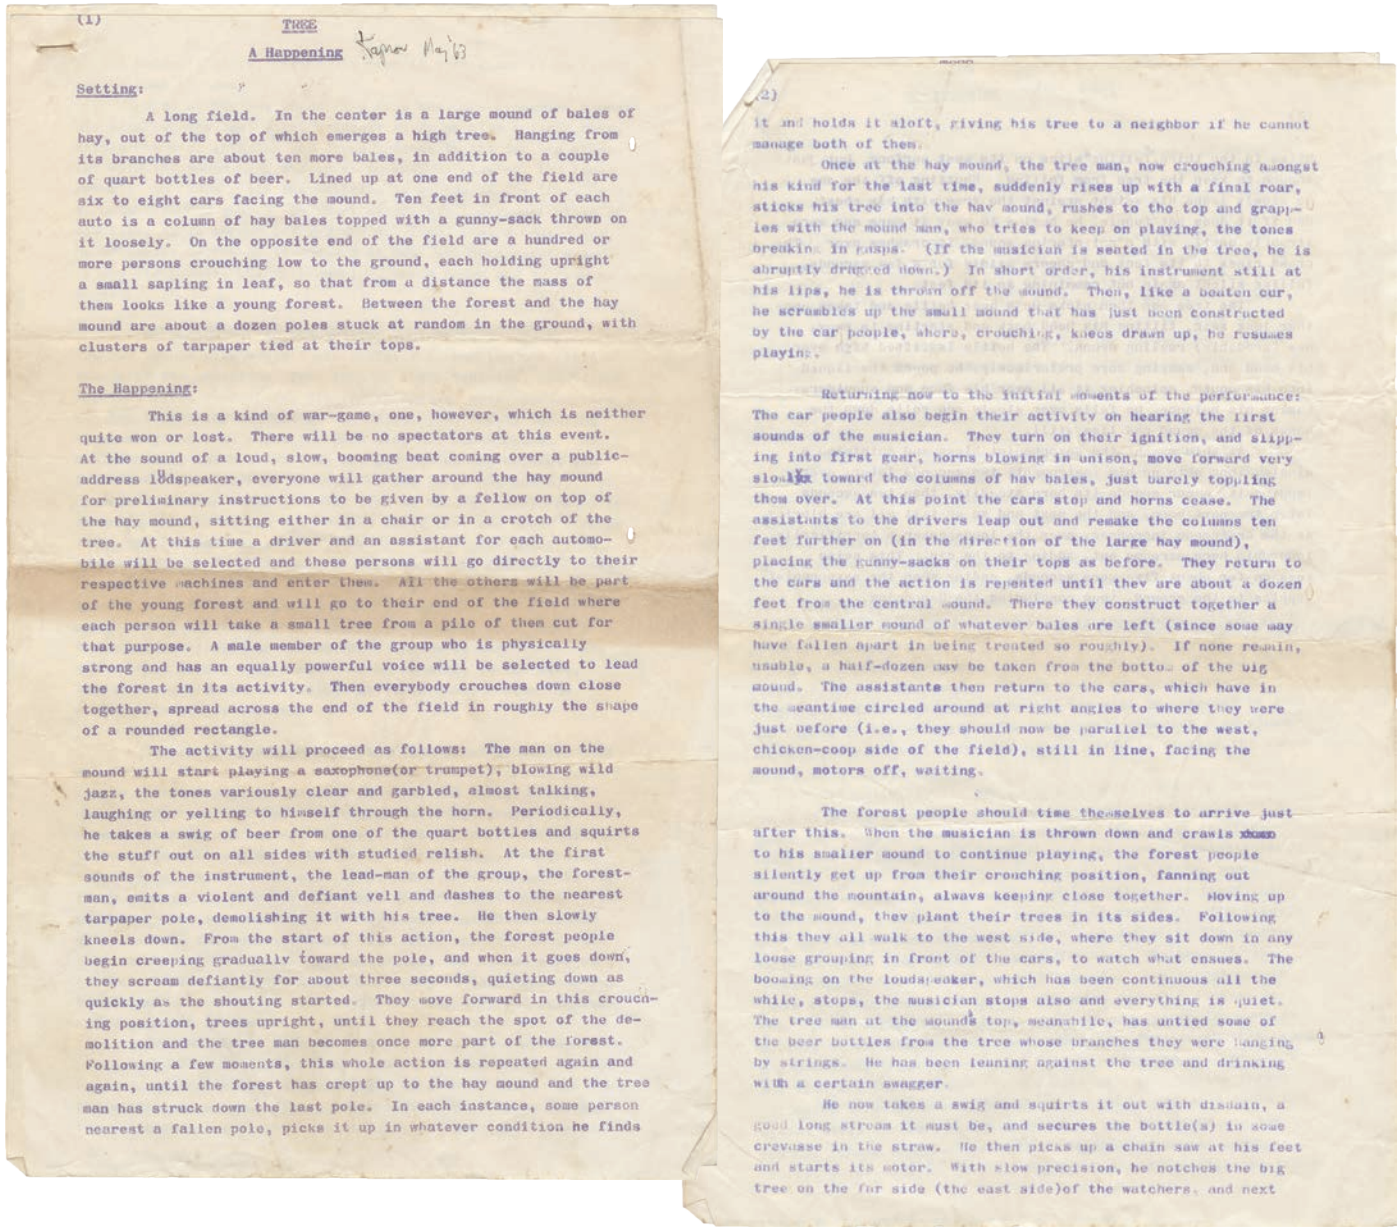 (1)
TREE
A Happening Kaprow May '63
Setting:
A long field. In the center is a large mound of bales of
hay, out of the top of which emerges a high tree. Hanging from
its branches are about ten more bales, in addition to a couple
of quart bottles of beer. Lined up at one end of the field are
six to eight cars facing the mound. Ten feet in front of each
auto is a column of hay bales topped with a gunny-sack thrown on
it loosely. On the opposite end of the field are a hundred or
more persons crouching low to the ground, each holding upright
a small sapling in leaf, so that from a distance the mass of
them looks like a young forest. Between the forest and the hay
mound are about a dozen poles stuck at random in the ground, with
clusters of tarpaper tied at their tops.
The Happening:
This is a kind of war-game, one, however, which is neither
quite won or lost. There will be no spectators at this event.
At the sound of a loud, slow, booming beat coming over a public-
address loudspeaker, everyone will gather around the hay mound
for preliminary instructions to be given by a fellow on top of
the hay mound, sitting either in a chair or in a crotch of the
tree. At this time a driver and an assistant for each automo-
bile will be selected and these persons will go directly to their
respective machines and enter them. All the others will be part
of the young forest and will go to their end of the field where
each person will take a small tree from a pile of them cut for
that purpose. A male member of the group who is physically
strong and has an equally powerful voice will be selected to lead
the forest in its activity. Then everybody crouches down close
together, spread across the end of the field in roughly the shape
of a rounded rectangle.
The activity will proceed as follows: The man on the
mound will start playing a saxophone(or trumpet), blowing wild
jazz, the tones variously clear and garbled, almost talking,
laughing or yelling to himself through the horn. Periodically,
he takes a swig of beer from one of the quart bottles and squirts
the stuff out on all sides with studied relish. At the first
sounds of the instrument, the lead-man of the group, the forest-
man, emits a violent and defiant yell and dashes to the nearest
tarpaper pole, demolishing it with his tree. He then slowly
kneels down. From the start of this action, the forest people
begin creeping gradually toward the pole, and when it goes down,
they scream defiantly for about three seconds, quieting down as
quickly as the shouting started. They move forward in this crouch-
ing position, trees upright, until they reach the spot of the de-
molition and the tree man becomes once more part of the forest.
Following a few moments, this whole action is repeated again and
again, until the forest has crept up to the hay mound and the tree
man has struck down the last pole. In each instance, some person
nearest a fallen pole, picks it up in whatever condition he finds
(2)
it and holds it aloft, giving his tree to a neighbor if he cannot
manage both of them.
Once at the hay mound, the tree man, now crouching amongst
his kind for the last time, suddenly rises up with a final roar,
sticks his tree into the hay mound, rushes to the top and grapp-
les with the mound man, who tries to keep on playing, the tones
breaking in gasps. (If the musician is seated in the tree, he is
abruptly dragged down.) In short order, his instrument still at
his lips, he is thrown off the mound. Then, like a beaten cur,
he scrambles up the small mound that has just been constructed
by the car people, where, crouching, knees drawn up, he resumes
playing.
Returning now to the initial moments of the performance:
The car people also begin their activity on hearing the first
sounds of the musician. They turn on their ignition, and slipp-
ing into first gear, horns blowing in unison, move forward very
slowly toward the columns of hay bales, just barely toppling
them over. At this point the cars stop and horns cease. The
assistants to the drivers leap out and remake the columns ten
feet further on (in the direction of the large hay mound),
placing the gunny-sacks on their tops as before. They return to
the cars and the action is repeated until they are about a dozen
feet from the central mound. There they construct together a
single smaller mound of whatever bales are left (since some may
have fallen apart in being treated so roughly). If none remain,
usable, a half-dozen may be taken from the bottom of the big
mound. The assistants then return to the cars, which have in
the meantime circled around at right angles to where they were
just before (i.e., they should now be parallel to the west,
chicken-coop side of the field), still in line, facing the
mound, motors off, waiting.
The forest people should time themselves to arrive just
after this. When the musician is thrown down and crawls
to his smaller mound to continue playing, the forest people
silently get up from their crouching position, fanning out
around the mountain, always keeping close together. Moving up
to the mound, they plant their trees in its sides. Following
this they all walk to the west side, where they sit down in any
loose grouping in front of the cars, to watch what ensues. The
booming on the loudspeaker, which has been continuous all the
while, stops, the musician stops also and everything is quiet.
The tree man at the mound's top, meanwhile, has untied some of
the beer bottles from the tree whose branches they were hanging
by strings. He has been leaning against the tree and drinking
with a certain swagger.
He now takes a swig and squirts it out with disdain, a
good long stream it must be, and secures the bottle(s) in some
crevasse in the straw. He then picks up a chain saw at his feet
and starts its motor. With slow precision, he notches the big
tree on the far side (the east side)of the watchers, and next